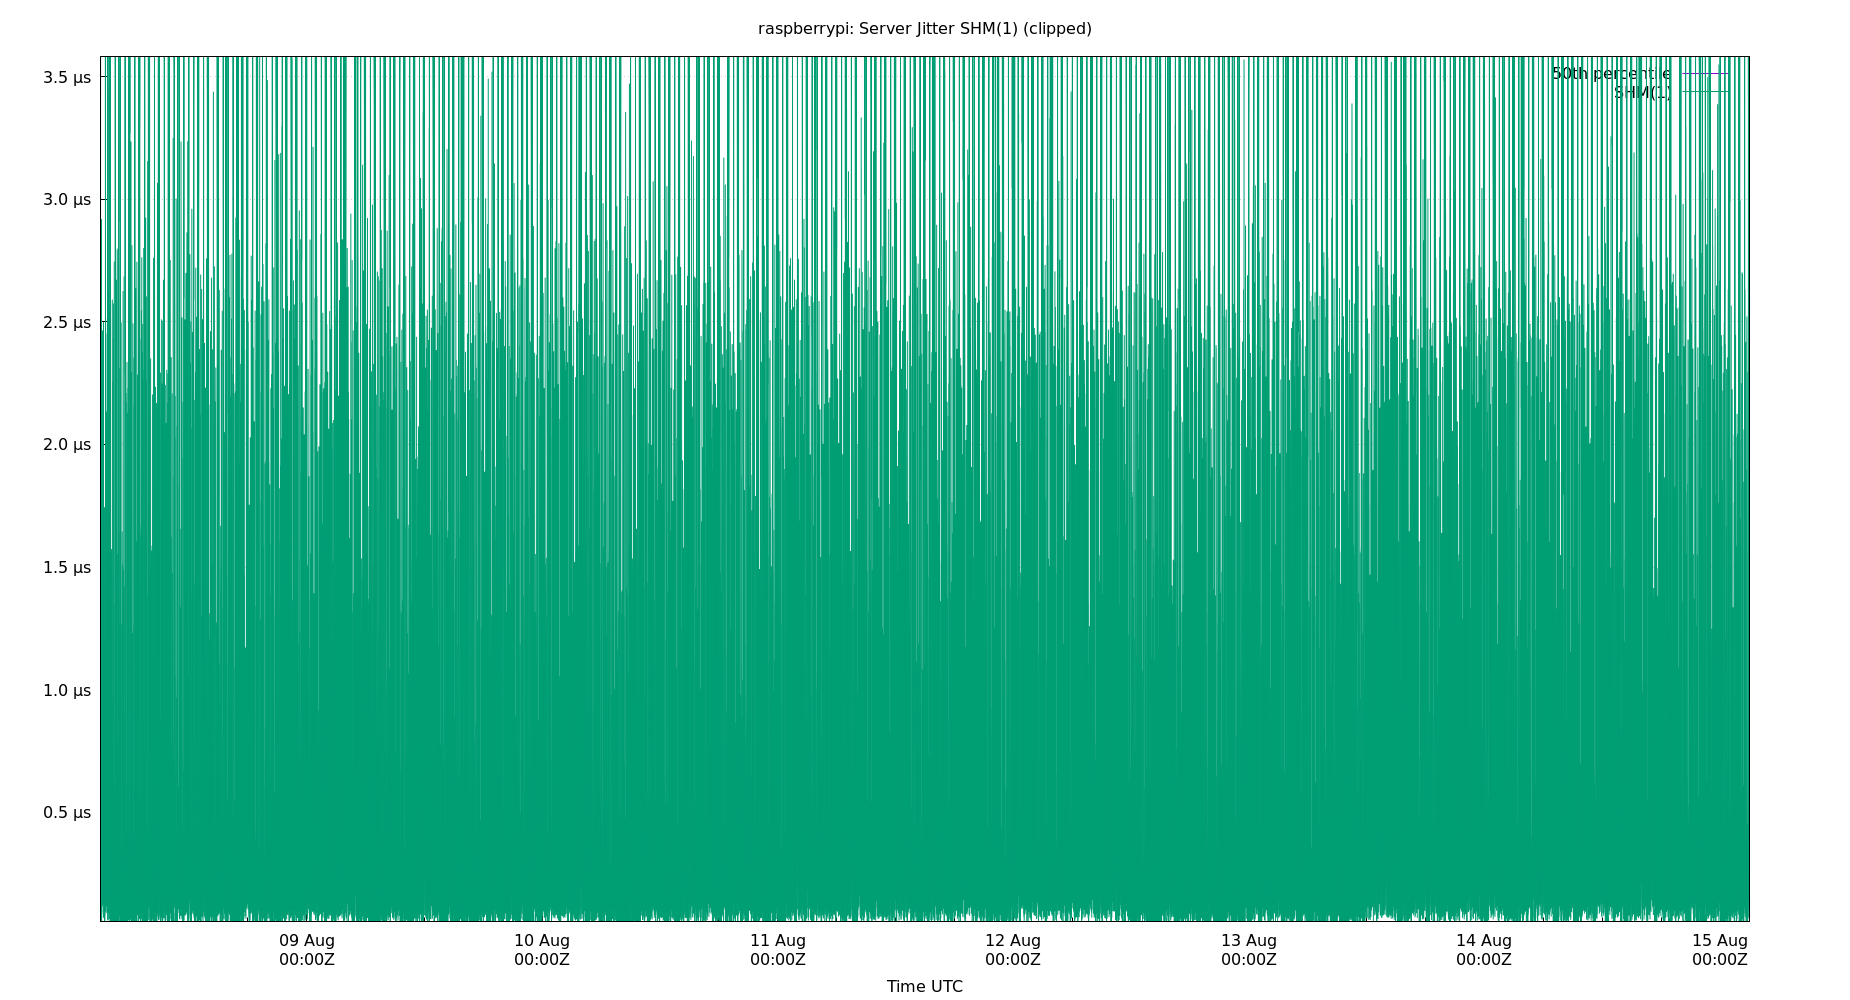 raspberrypi: Server Jitter SHM(1) (clipped)
3.5 µs
50th percentile
SHM(1)
3.0 µs
2.5 µs
2.0 µs
1.5 µs
1.0 µs
0.5 µs
09 Aug 10 Aug 11 Aug 12 Aug 13 Aug 14 Aug 15 Aug
00:00Z 00:00Z 00:00Z 00:00Z 00:00Z 00:00Z 00:00Z
Time UTC